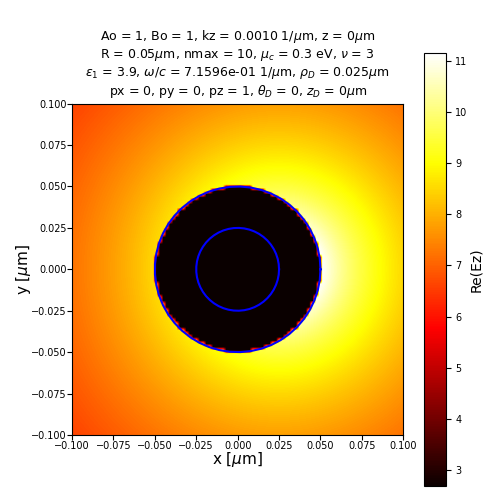 Ao = 1, Bo = 1, kz = 0.0010 1/μm, z = 0μm
R = 0.05μm, nmax = 10, μc = 0.3 eV, ν = 3
ε1 = 3.9, ω/c = 7.1596e-01 1/μm, ρD = 0.025μm
px = 0, py = 0, pz = 1, θD = 0, zD = 0μm
0.100
0.075
0.050
0.025
0.000
−0.025
−0.050
−0.075
−0.100
y [μm]
−0.100 −0.075 −0.050 −0.025 0.000 0.025 0.050 0.075 0.100
x [μm]
11
10
9
8
7
6
5
4
3
Re(Ez)